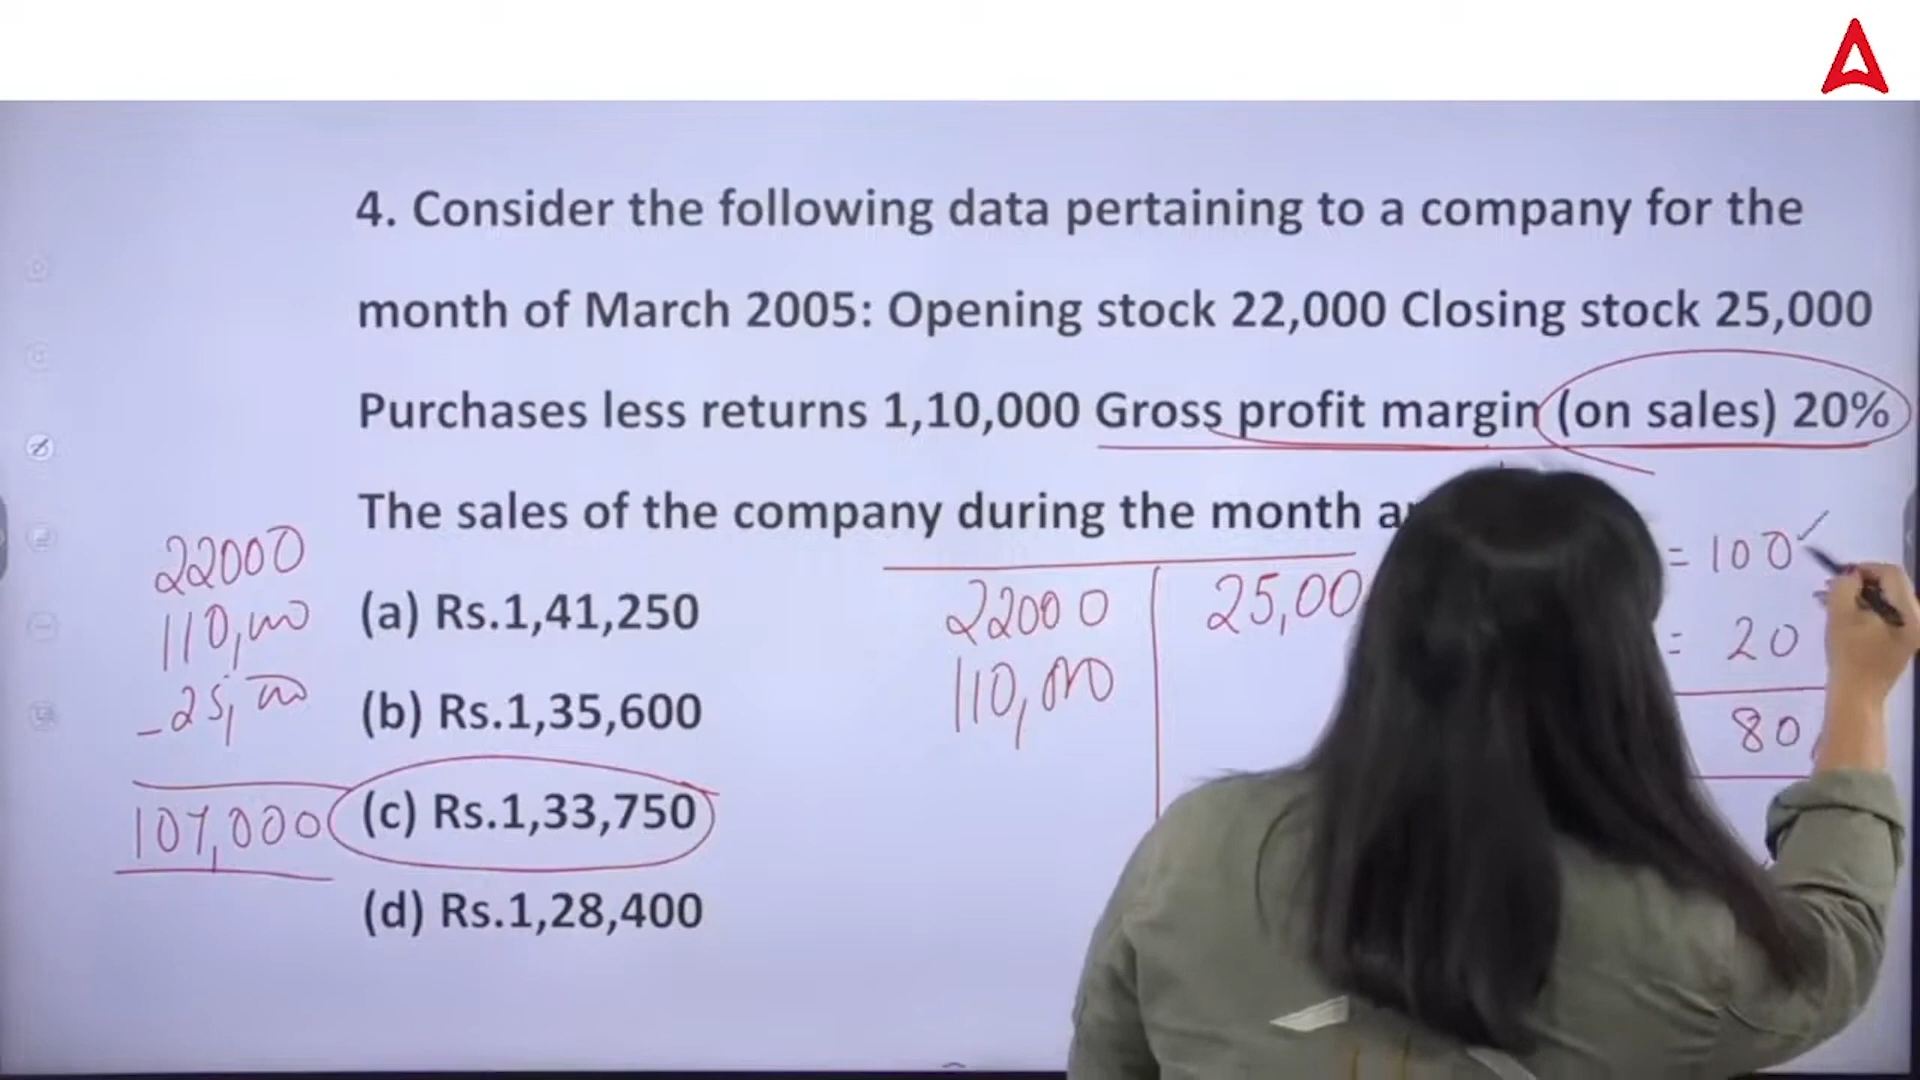 4. Consider the following data pertaining to a company for the
month of March 2005: Opening stock 22,000 Closing stock 25,000
Purchases less returns 1,10,000 Gross profit margin (on sales) 20%
The sales of the company during the month
(a) Rs.1,41,250
(b) Rs.1,35,600
(c) Rs.1,33,750
(d) Rs.1,28,400
22000
110,000
-25,000
107,000
22000
110,000
25,00
= 100
= 20
80